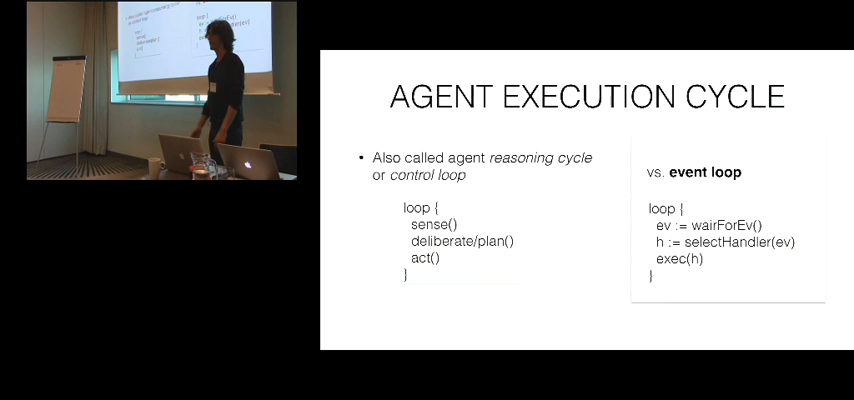 AGENT EXECUTION CYCLE
• Also called agent reasoning cycle
or control loop
loop {
sense()
deliberate/plan()
act()
}
vs. event loop
loop {
ev := wairForEv()
h := selectHandler(ev)
exec(h)
}